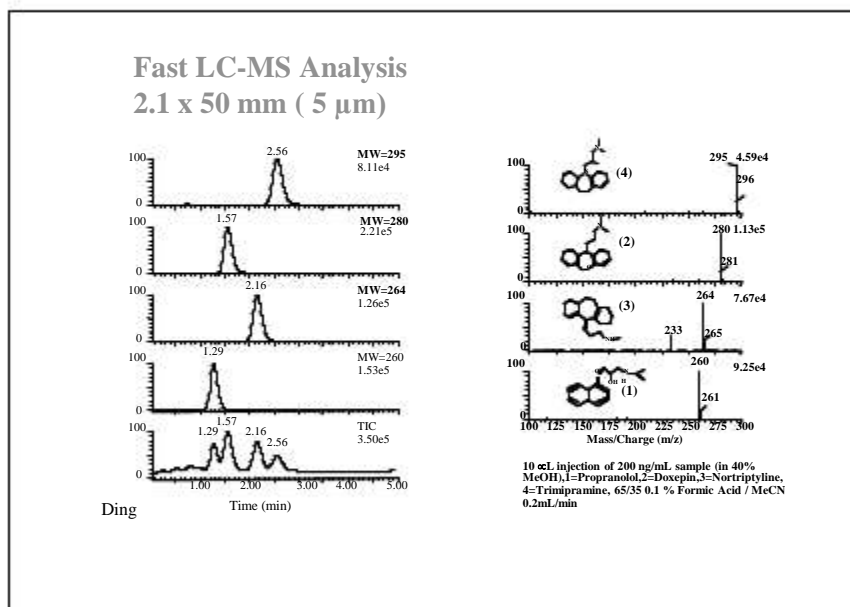 Fast LC-MS Analysis
2.1 x 50 mm ( 5 µm)
100
0
2.56
MW=295
8.11e4
100
0
1.57
MW=280
2.21e5
100
0
2.16
MW=264
1.26e5
100
0
1.29
MW=260
1.53e5
100
0
1.29
1.57
2.16
2.56
TIC
3.50e5
1.00 2.00 3.00 4.00 5.00
Time (min)
Ding
100
0
(4)
295 4.59e4
296
100
0
(2)
280 1.13e5
281
100
0
(3)
233
264
265
7.67e4
100
0
OH H
(1)
260
261
9.25e4
100 125 150 175 200 225 250 275 300
Mass/Charge (m/z)
10 ∝L injection of 200 ng/mL sample (in 40%
MeOH),1=Propranolol,2=Doxepin,3=Nortriptyline,
4=Trimipramine, 65/35 0.1 % Formic Acid / MeCN
0.2mL/min